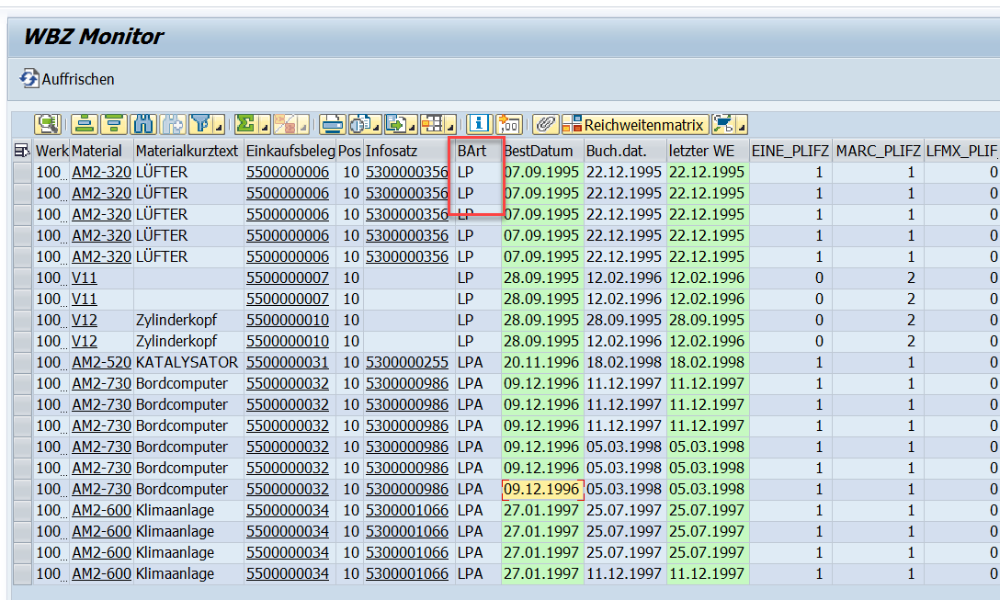 WBZ Monitor
Auffrischen
Reichweitenmatrix
Werk Material Materialkurztext Einkaufsbeleg Pos Infosatz BArt BestDatum Buch.dat. letzter WE EINE_PLIFZ MARC_PLIFZ LFMX_PLIF
100 AM2-320 LÜFTER 5500000006 10 5300000356 LP 07.09.1995 22.12.1995 22.12.1995 1 1 0
100 AM2-320 LÜFTER 5500000006 10 5300000356 LP 07.09.1995 22.12.1995 22.12.1995 1 1 0
100 AM2-320 LÜFTER 5500000006 10 5300000356 LP 07.09.1995 22.12.1995 22.12.1995 1 1 0
100 AM2-320 LÜFTER 5500000006 10 5300000356 LP 07.09.1995 22.12.1995 22.12.1995 1 1 0
100 AM2-320 LÜFTER 5500000006 10 5300000356 LP 07.09.1995 22.12.1995 22.12.1995 1 1 0
100 V11 5500000007 10 LP 28.09.1995 12.02.1996 12.02.1996 0 2 0
100 V11 5500000007 10 LP 28.09.1995 12.02.1996 12.02.1996 0 2 0
100 V12 Zylinderkopf 5500000010 10 LP 28.09.1995 28.09.1995 28.09.1995 0 2 0
100 V12 Zylinderkopf 5500000010 10 LP 28.09.1995 12.02.1996 12.02.1996 0 2 0
100 AM2-520 KATALYSATOR 5500000031 10 5300000255 LPA 20.11.1996 18.02.1998 18.02.1998 1 1 0
100 AM2-730 Bordcomputer 5500000032 10 5300000986 LPA 09.12.1996 11.12.1997 11.12.1997 1 1 0
100 AM2-730 Bordcomputer 5500000032 10 5300000986 LPA 09.12.1996 11.12.1997 11.12.1997 1 1 0
100 AM2-730 Bordcomputer 5500000032 10 5300000986 LPA 09.12.1996 11.12.1997 11.12.1997 1 1 0
100 AM2-730 Bordcomputer 5500000032 10 5300000986 LPA 09.12.1996 05.03.1998 05.03.1998 1 1 0
100 AM2-730 Bordcomputer 5500000032 10 5300000986 LPA 09.12.1996 05.03.1998 05.03.1998 1 1 0
100 AM2-730 Bordcomputer 5500000032 10 5300000986 LPA 09.12.1996 05.03.1998 05.03.1998 1 1 0
100 AM2-600 Klimaanlage 5500000034 10 5300001066 LPA 27.01.1997 25.07.1997 25.07.1997 1 1 0
100 AM2-600 Klimaanlage 5500000034 10 5300001066 LPA 27.01.1997 25.07.1997 25.07.1997 1 1 0
100 AM2-600 Klimaanlage 5500000034 10 5300001066 LPA 27.01.1997 25.07.1997 25.07.1997 1 1 0
100 AM2-600 Klimaanlage 5500000034 10 5300001066 LPA 27.01.1997 11.12.1997 11.12.1997 1 1 0